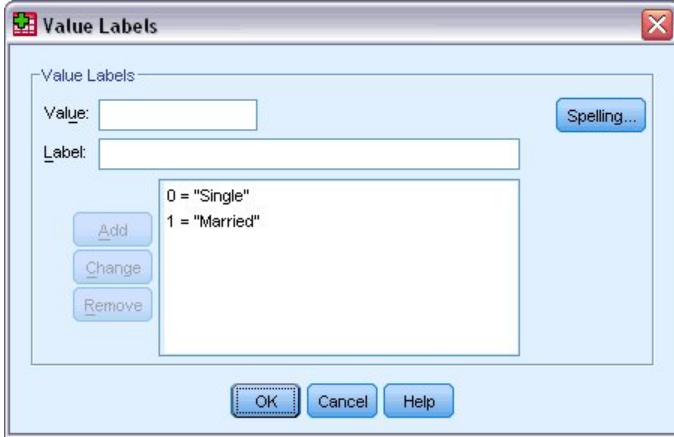 Value Labels
Value Labels
Value:
Spelling...
Label:
0 = "Single"
1 = "Married"
Add
Change
Remove
OK Cancel Help